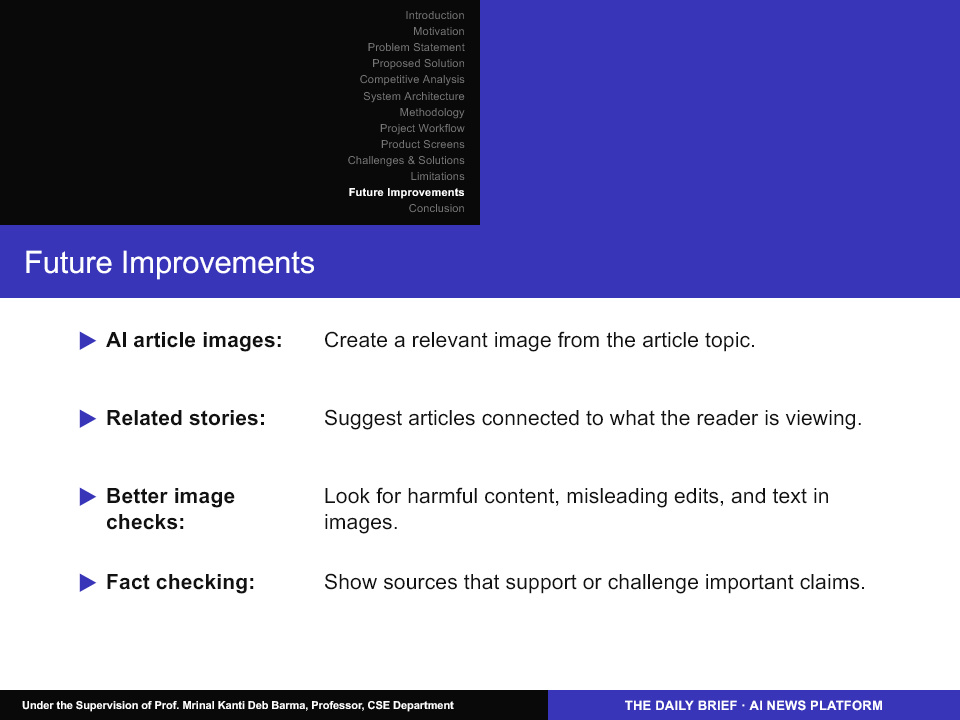 Introduction
Motivation
Problem Statement
Proposed Solution
Competitive Analysis
System Architecture
Methodology
Project Workflow
Product Screens
Challenges & Solutions
Limitations
Future Improvements
Conclusion
Future Improvements
AI article images: Create a relevant image from the article topic.
Related stories: Suggest articles connected to what the reader is viewing.
Better image checks: Look for harmful content, misleading edits, and text in images.
Fact checking: Show sources that support or challenge important claims.
Under the Supervision of Prof. Mrinal Kanti Deb Barma, Professor, CSE Department
THE DAILY BRIEF · AI NEWS PLATFORM